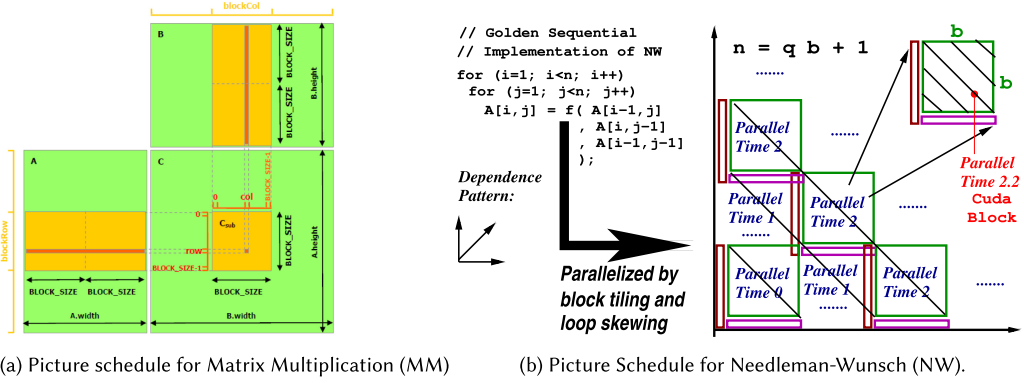 blockCol
B
BLOCK_SIZE
BLOCK_SIZE
B.height
A
C
0
col
BLOCK_SIZE-1
blockRow
0
Csub
row
BLOCK_SIZE-1
BLOCK_SIZE
A.height
BLOCK_SIZE
BLOCK_SIZE
BLOCK_SIZE
A.width
B.width
(a) Picture schedule for Matrix Multiplication (MM)
// Golden Sequential
// Implementation of NW
for (i=1; i<n; i++)
for (j=1; j<n; j++)
A[i,j] = f( A[i-1,j]
, A[i,j-1]
, A[i-1,j-1]
);
Dependence
Pattern:
Parallelized by
block tiling and
loop skewing
n = q b + 1
.......
b
b
Parallel
Time 2
.......
Parallel
Time 2.2
Cuda
Block
Parallel
Time 1
.......
Parallel
Time 2
.......
Parallel
Time 0
Parallel
Time 1
.......
Parallel
Time 2
.......
(b) Picture Schedule for Needleman-Wunsch (NW).